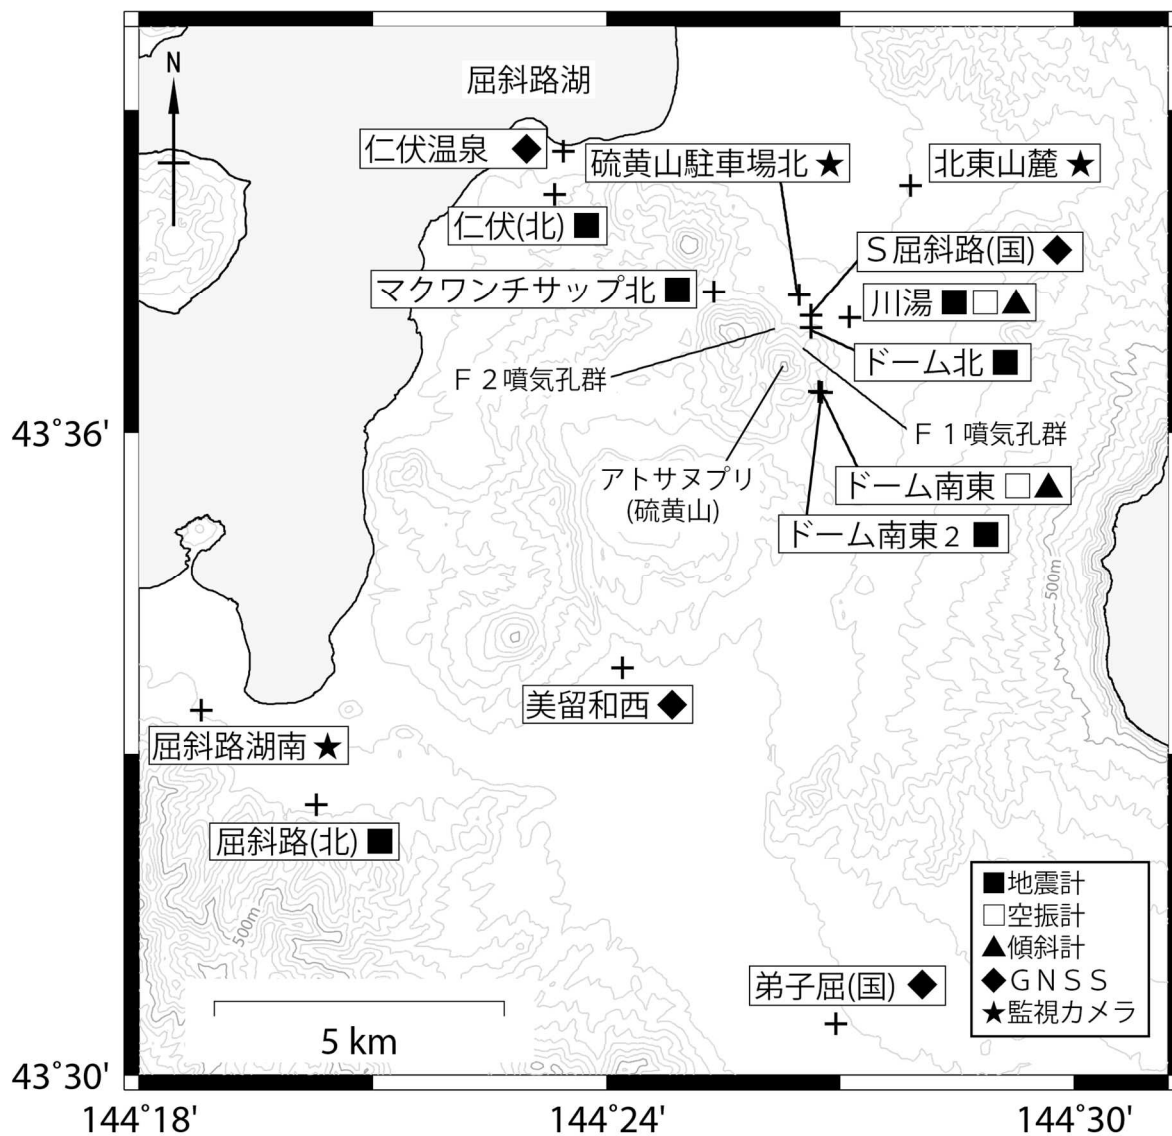 N
屈斜路湖
仁伏温泉 ◆
硫黄山駐車場北 ★
北東山麓 ★
仁伏(北) ■
S屈斜路(国) ◆
マクワンチサップ北 ■
川湯 ■ □ ▲
ドーム北 ■
F2噴気孔群
F1噴気孔群
43°36'
アトサヌプリ
(硫黄山)
ドーム南東 □ ▲
ドーム南東2 ■
500m
美留和西 ◆
屈斜路湖南 ★
屈斜路(北) ■
500m
■地震計
□空振計
▲傾斜計
◆GNSS
★監視カメラ
弟子屈(国) ◆
5 km
43°30'
144°18'
144°24'
144°30'